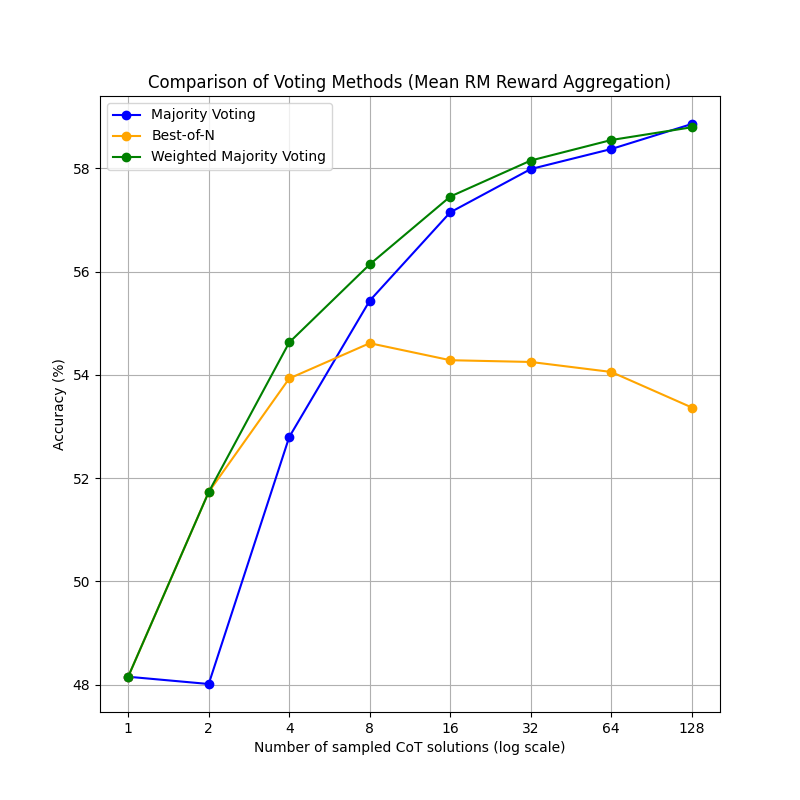 Comparison of Voting Methods (Mean RM Reward Aggregation)
Majority Voting
Best-of-N
Weighted Majority Voting
Accuracy (%)
58
56
54
52
50
48
1 2 4 8 16 32 64 128
Number of sampled CoT solutions (log scale)